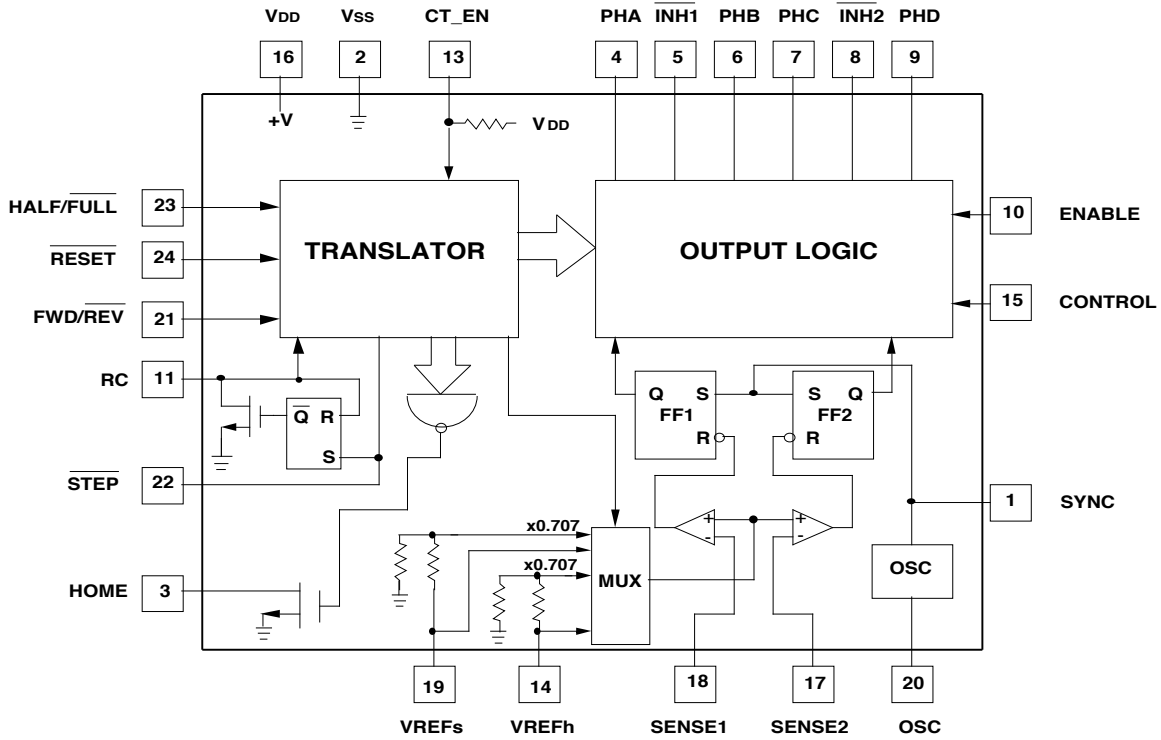 VDD VSS CT_EN PHA INH1 PHB PHC INH2 PHD
16 2 13 4 5 6 7 8 9
+V VDD
HALF/FULL 23
RESET 24 TRANSLATOR OUTPUT LOGIC 10 ENABLE
FWD/REV 21 15 CONTROL
RC 11
Q R Q S S Q
FF1 FF2
S R R
STEP 22
1 SYNC
x0.707
OSC
x0.707 MUX
HOME 3
+ +
- -
19 14 18 17 20
VREFs VREFh SENSE1 SENSE2 OSC